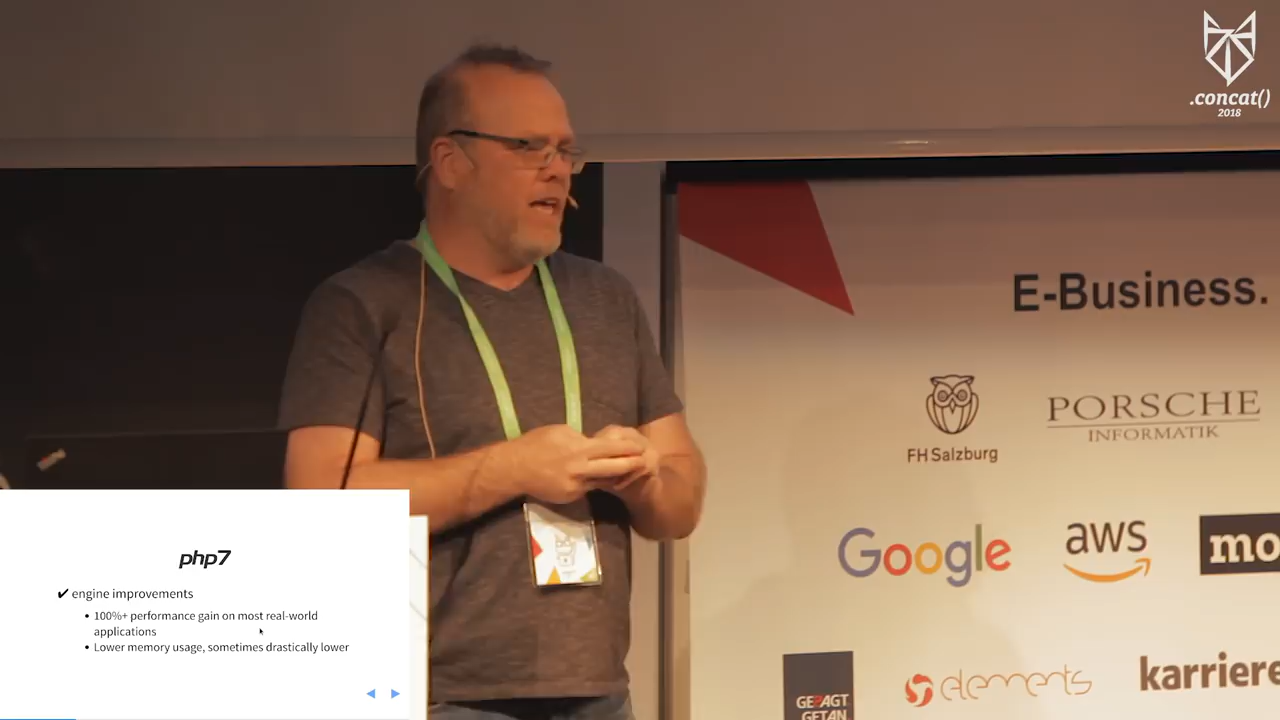 .concat()
2018
E-Business.
FH Salzburg
PORSCHE
INFORMATIK
Google
aws
mo
GEPAGT
GETAN
elements
karriere
php7
✔ engine improvements
• 100%+ performance gain on most real-world
applications
• Lower memory usage, sometimes drastically lower